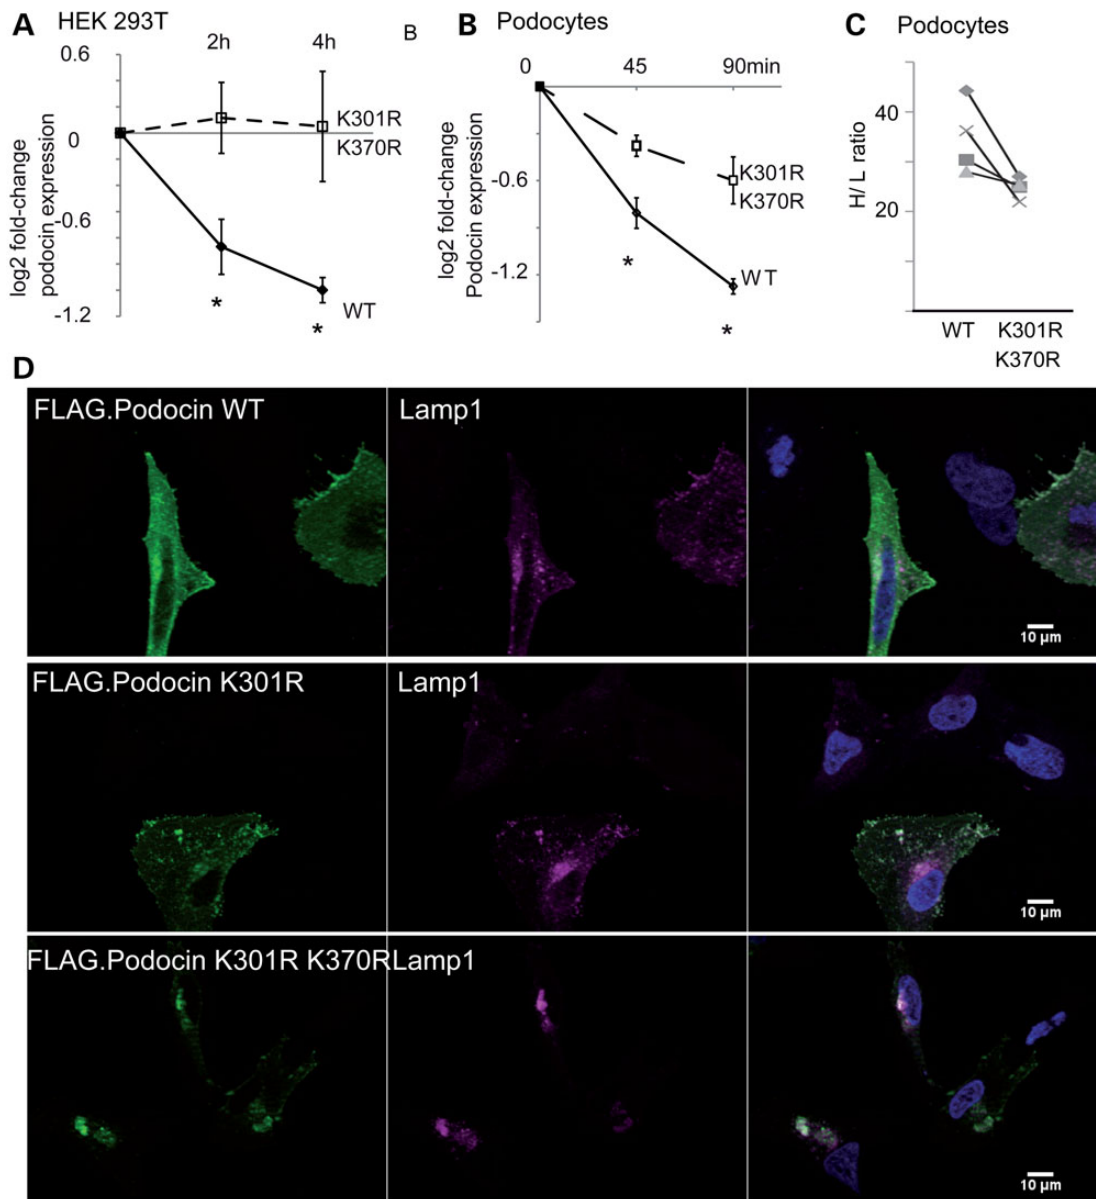 A HEK 293T
2h 4h
0.6
0
-0.6
-1.2
log2 fold-change
podocin expression
K301R
K370R
WT
*
*
B
B Podocytes
0 45 90min
-0.6
-1.2
log2 fold-change
Podocin expression
K301R
K370R
WT
*
*
C Podocytes
40
20
H/ L ratio
WT K301R
K370R
D
FLAG.Podocin WT Lamp1
10 µm
FLAG.Podocin K301R Lamp1
10 µm
FLAG.Podocin K301R K370RLamp1
10 µm